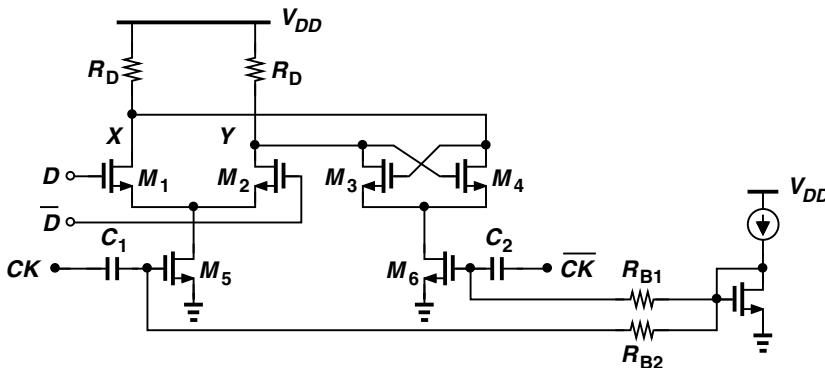 V_DD
R_D R_D
X Y
D M_1 M_2 M_3 M_4
V_DD
D̅
C_1 C_2
CK M_5 M_6 C̅K̅ R_B1
R_B2